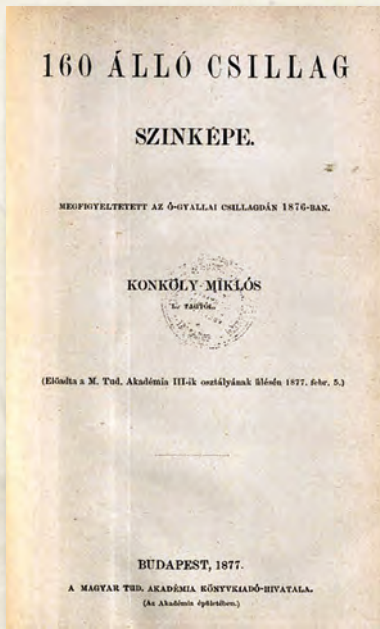 160 ÁLLÓ CSILLAG
SZINKÉPE.
MEGFIGYELTETETT AZ Ó-GYALLAI CSILLAGDÁN 1876-BAN.
KONKOLY MIKLÓS
L. TAGTÓL.
(Előadta a M. Tud. Akadémia III-ik osztályának ülésén 1877. febr. 5.)
BUDAPEST, 1877.
A MAGYAR TUD. AKADÉMIA KÖNYVKIADÓ-HIVATALA.
(Az Akadémia épületében.)